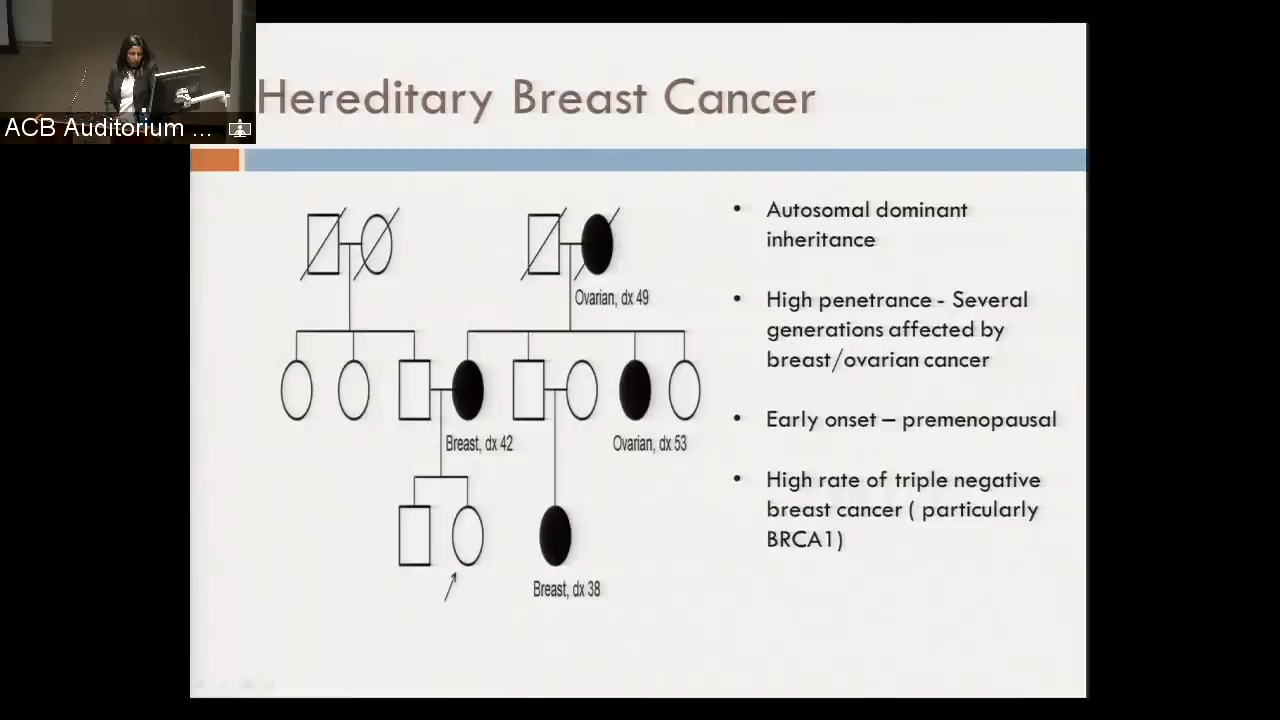 Hereditary Breast Cancer
ACB Auditorium ...
Ovarian, dx 49
Breast, dx 42
Ovarian, dx 53
Breast, dx 38
• Autosomal dominant
inheritance
• High penetrance - Several
generations affected by
breast/ovarian cancer
• Early onset – premenopausal
• High rate of triple negative
breast cancer ( particularly
BRCA1)